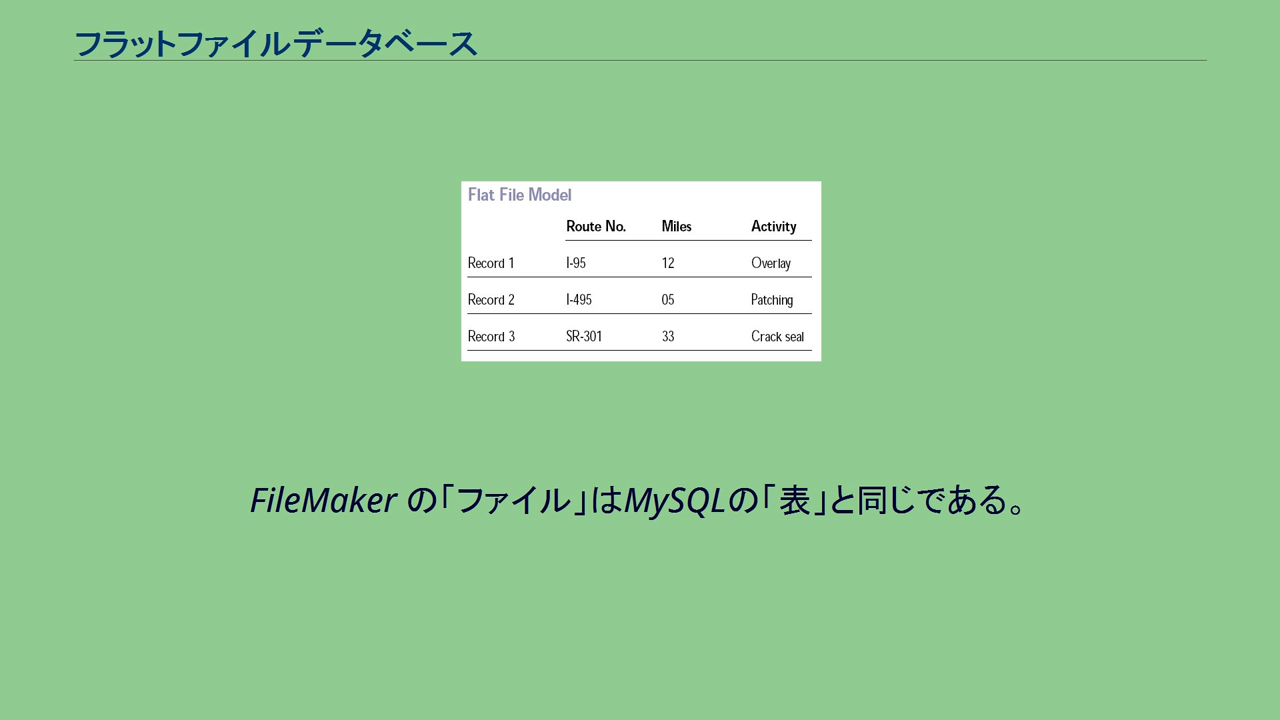 フラットファイルデータベース
Flat File Model
Route No. Miles Activity
Record 1 I-95 12 Overlay
Record 2 I-495 05 Patching
Record 3 SR-301 33 Crack seal
FileMaker の「ファイル」はMySQLの「表」と同じである。